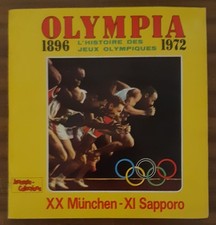 OLYMPIA
1896 L'HISTOIRE DES JEUX OLYMPIQUES 1972
XX München - XI Sapporo